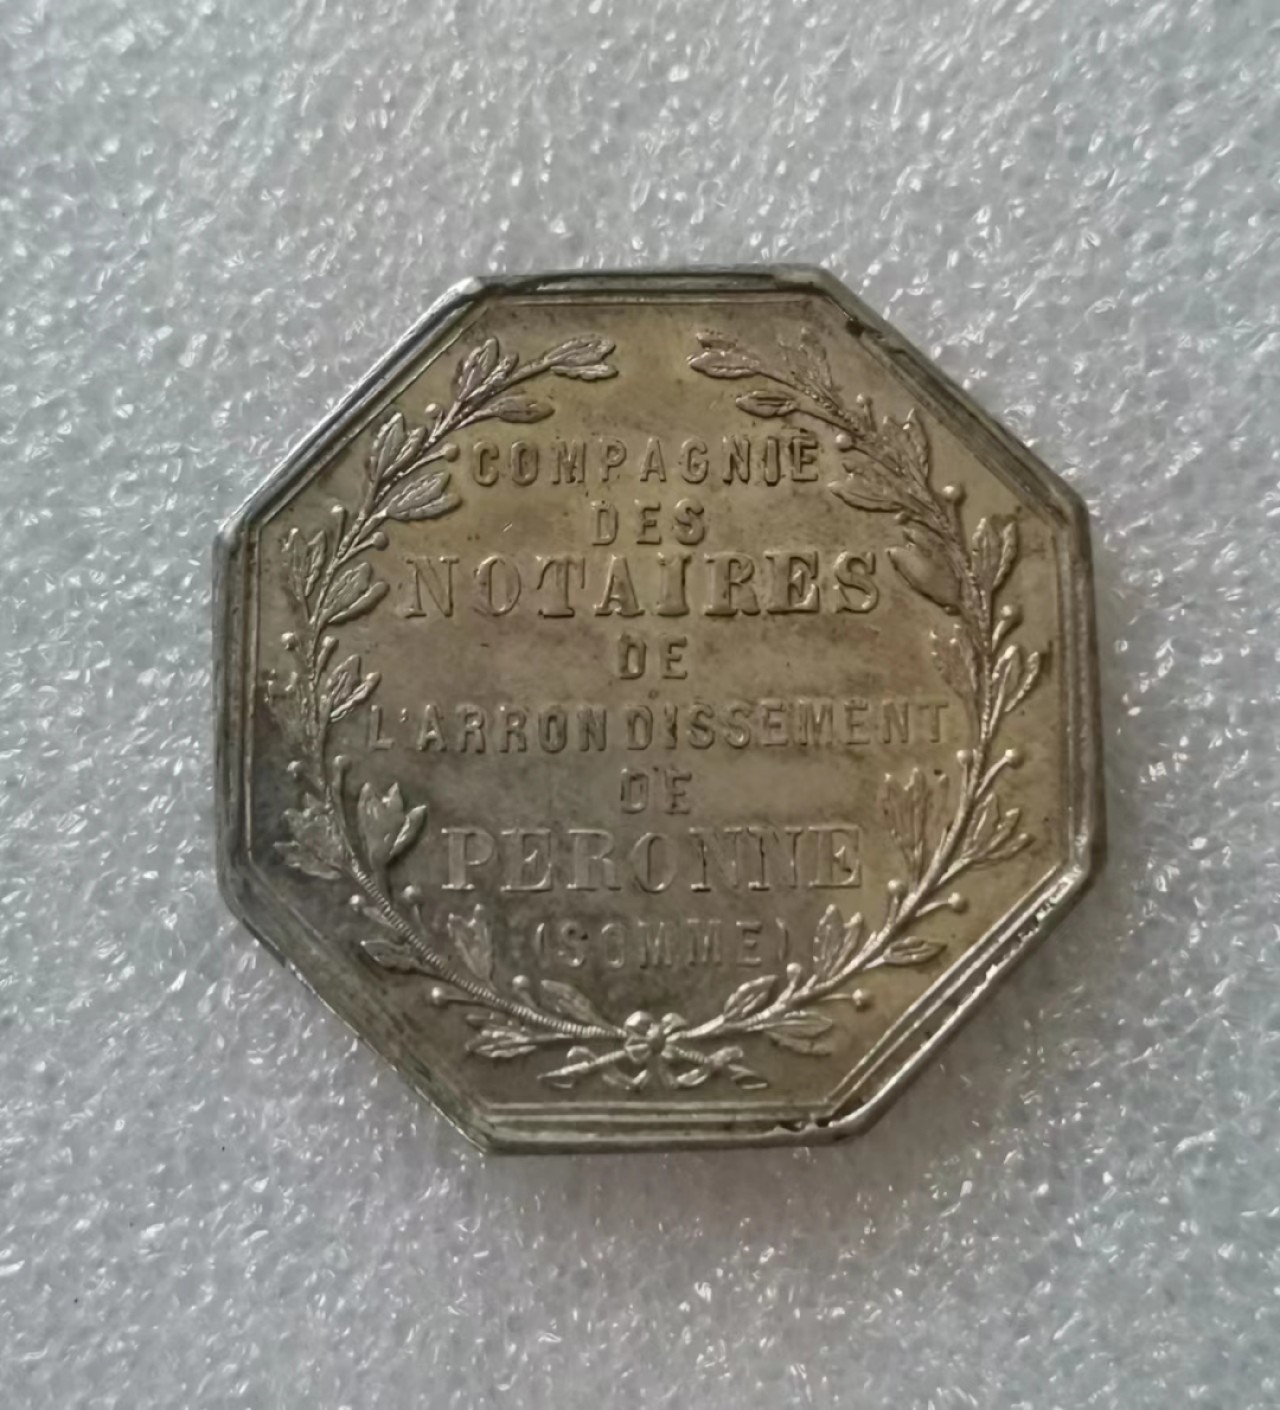 COMPAGNIE
DES
NOTAIRES
DE
L'ARRONDISSEMENT
DE
PERONNE
(SOMME)